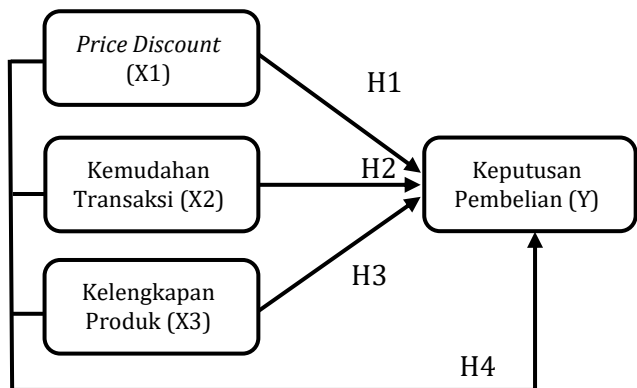 Price Discount
(X1)
H1
Kemudahan
Transaksi (X2)
H2
Keputusan
Pembelian (Y)
Kelengkapan
Produk (X3)
H3
H4